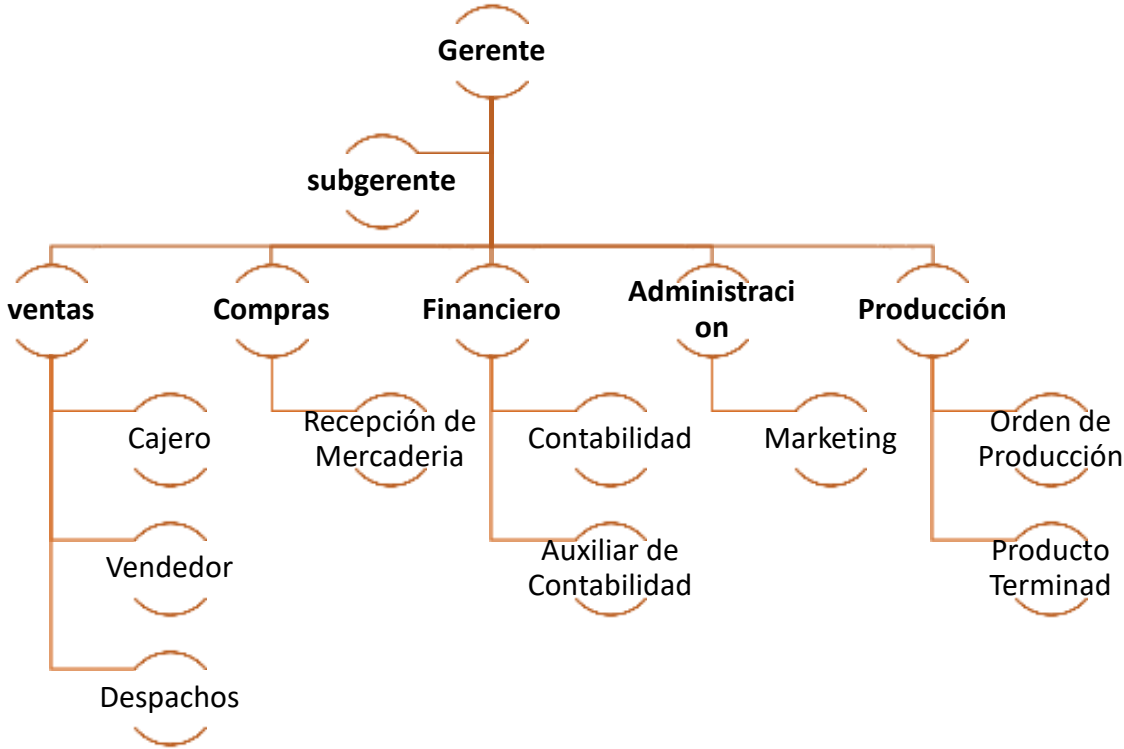 Gerente
subgerente
ventas
Compras
Financiero
Administraci
on
Producción
Cajero
Recepción de
Mercaderia
Contabilidad
Marketing
Orden de
Producción
Vendedor
Auxiliar de
Contabilidad
Producto
Terminad
Despachos